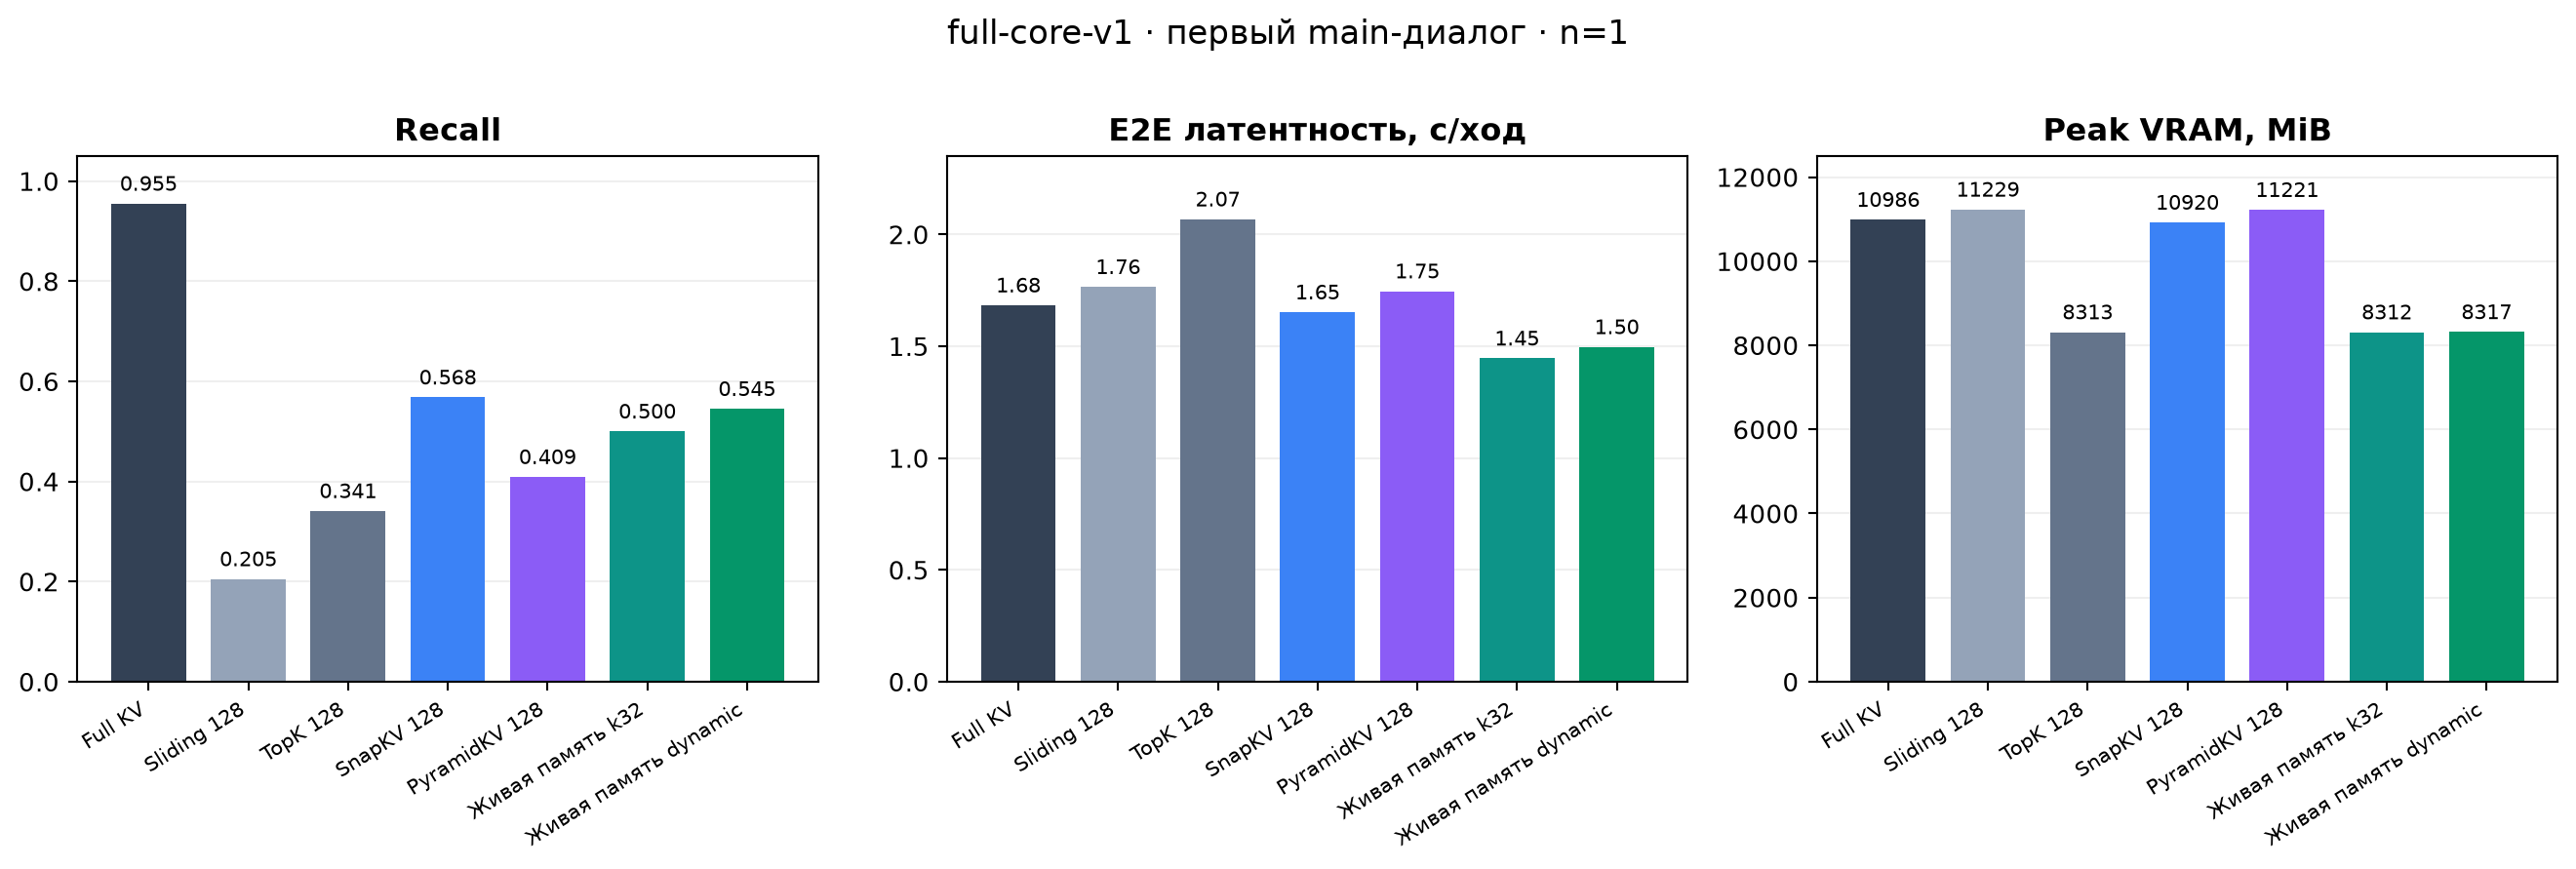 full-core-v1 · первый main-диалог · n=1
Recall
1.0
0.8
0.6
0.4
0.2
0.0
0.955
0.205
0.341
0.568
0.409
0.500
0.545
Full KV
Sliding 128
TopK 128
SnapKV 128
PyramidKV 128
Живая память k32
Живая память dynamic
E2E латентность, с/ход
2.0
1.5
1.0
0.5
0.0
1.68
1.76
2.07
1.65
1.75
1.45
1.50
Full KV
Sliding 128
TopK 128
SnapKV 128
PyramidKV 128
Живая память k32
Живая память dynamic
Peak VRAM, MiB
12000
10000
8000
6000
4000
2000
0
10986
11229
8313
10920
11221
8312
8317
Full KV
Sliding 128
TopK 128
SnapKV 128
PyramidKV 128
Живая память k32
Живая память dynamic